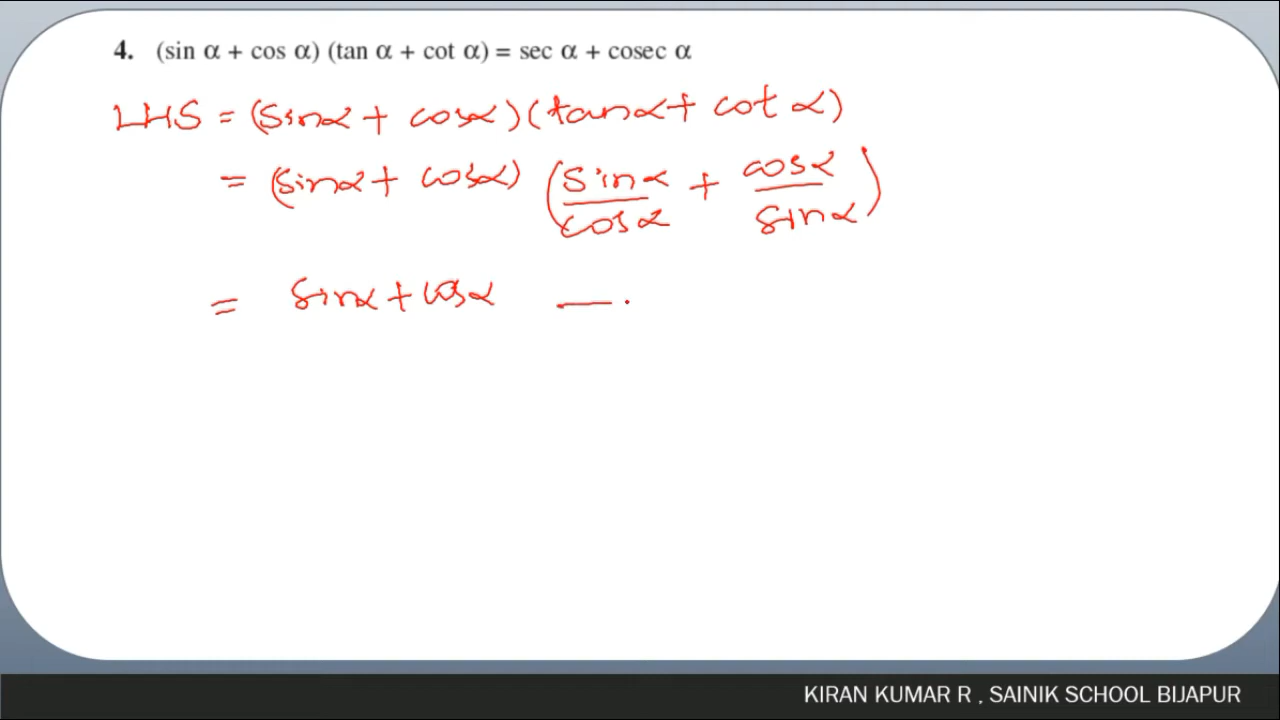 4. (sin α + cos α) (tan α + cot α) = sec α + cosec α
LHS = (sinα + cosα)(tanα + cot α)
= (sinα + cosα) (sinα/cosα + cosα/sinα)
= sinα + cosα —.
KIRAN KUMAR R , SAINIK SCHOOL BIJAPUR